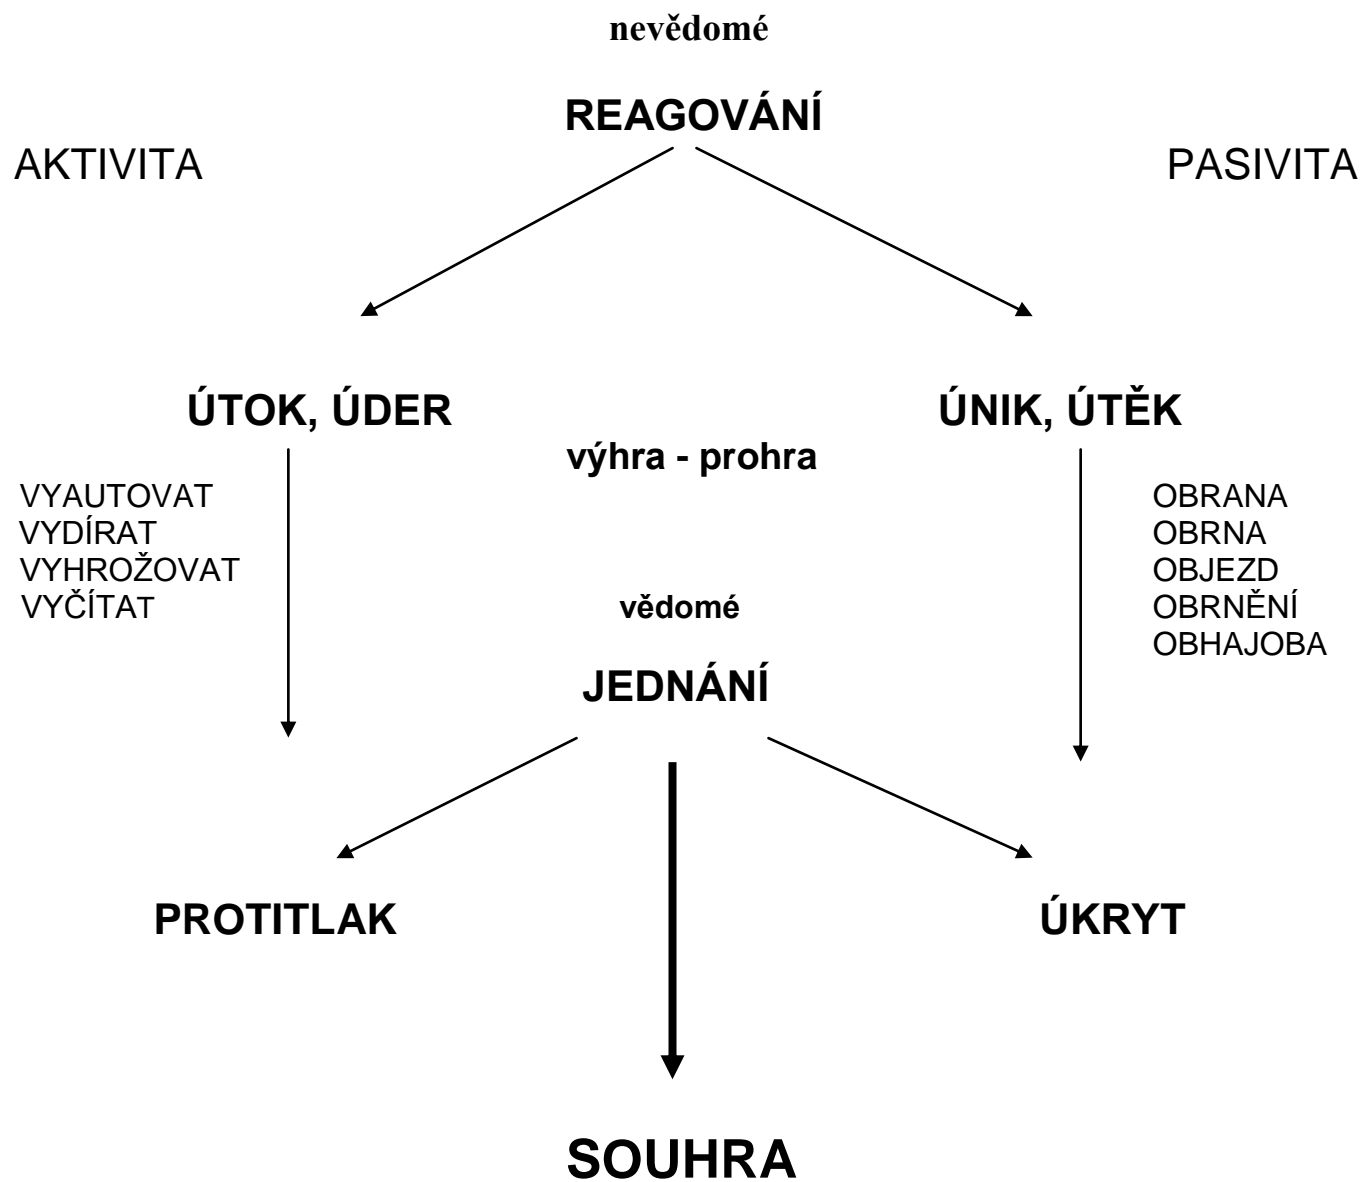 nevědomé
REAGOVÁNÍ
AKTIVITA
PASIVITA
ÚTOK, ÚDER
ÚNIK, ÚTĚK
výhra - prohra
VYAUTOVAT
VYDÍRAT
VYHROŽOVAT
VYČÍTAT
OBRANA
OBRNA
OBJEZD
OBRNĚNÍ
OBHAJOBA
vědomé
JEDNÁNÍ
PROTITLAK
ÚKRYT
SOUHRA